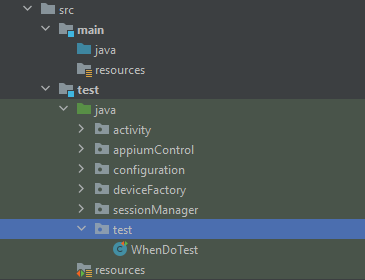 src
main
java
resources
test
java
activity
appiumControl
configuration
deviceFactory
sessionManager
test
WhenDoTest
resources